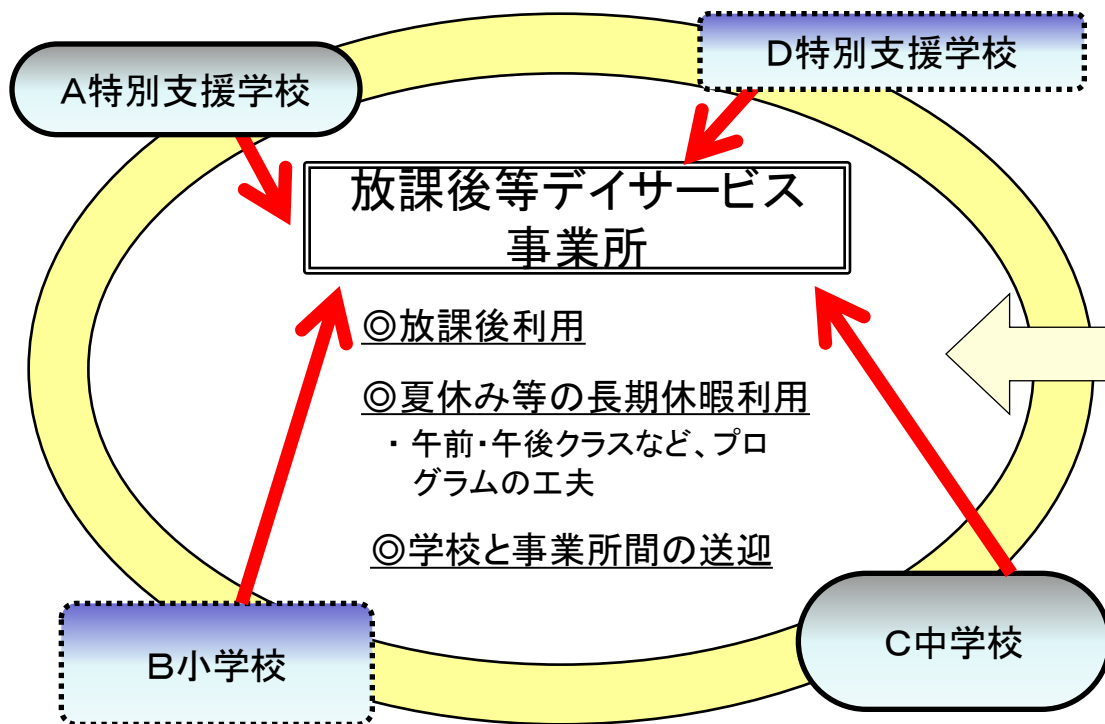 A特別支援学校
D特別支援学校
放課後等デイサービス
事業所
◎放課後利用
◎夏休み等の長期休暇利用
・ 午前・午後クラスなど、プロ
グラムの工夫
◎学校と事業所間の送迎
B小学校
C中学校